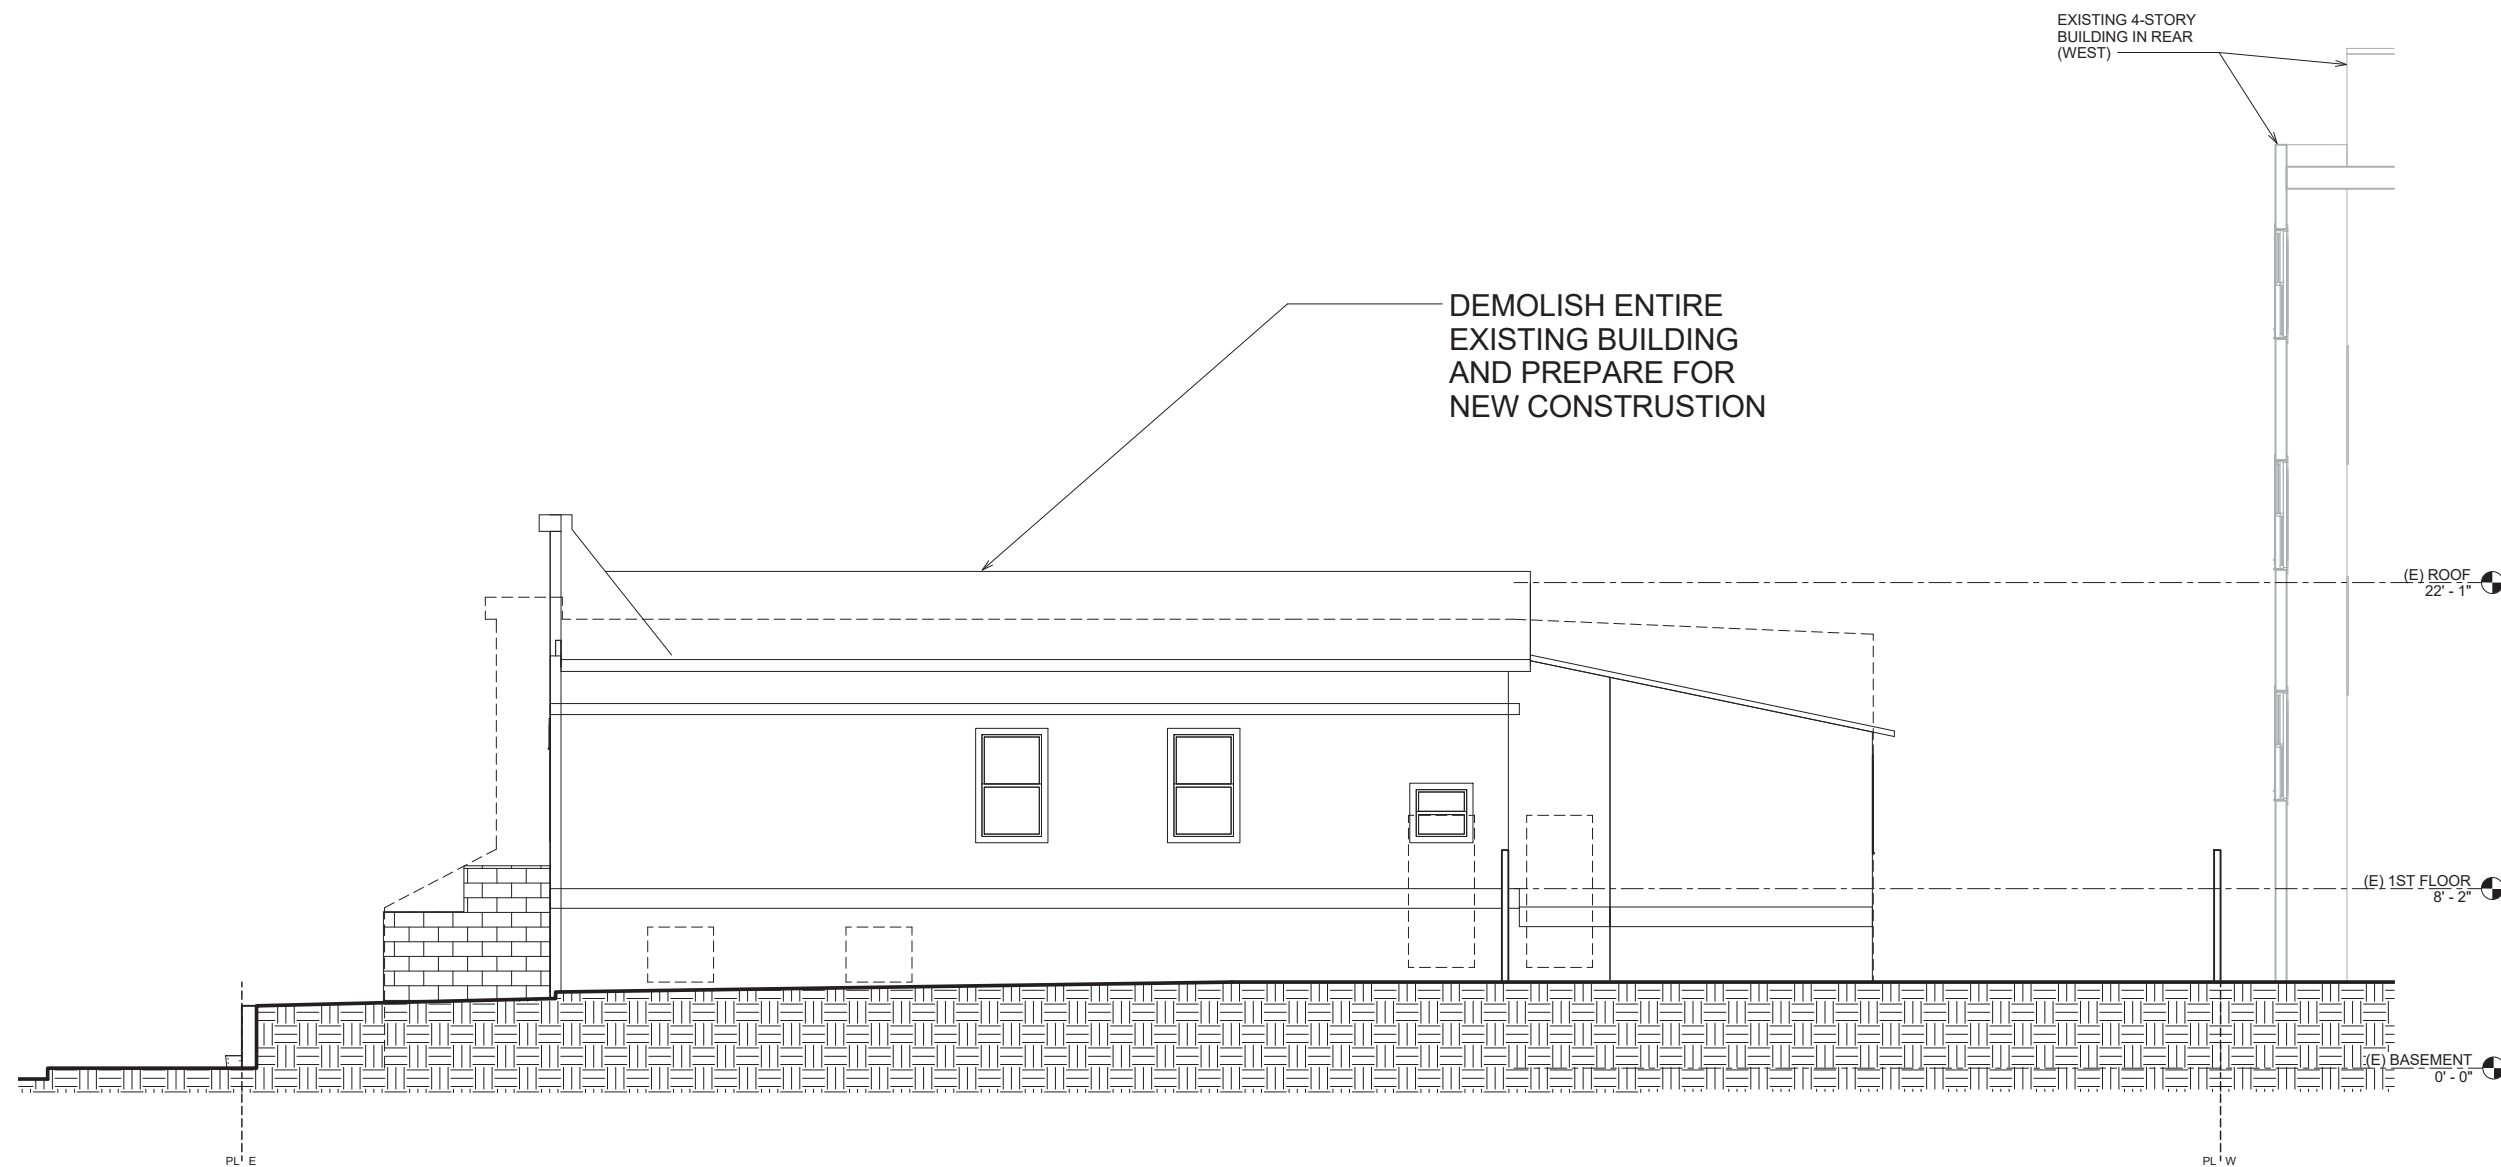 EXISTING 4-STORY
BUILDING IN REAR
(WEST)
DEMOLISH ENTIRE
EXISTING BUILDING
AND PREPARE FOR
NEW CONSTRUSTION
(E) ROOF
22' - 1"
(E) 1ST FLOOR
8' - 2"
(E) BASEMENT
0' - 0"
PL E
PL W